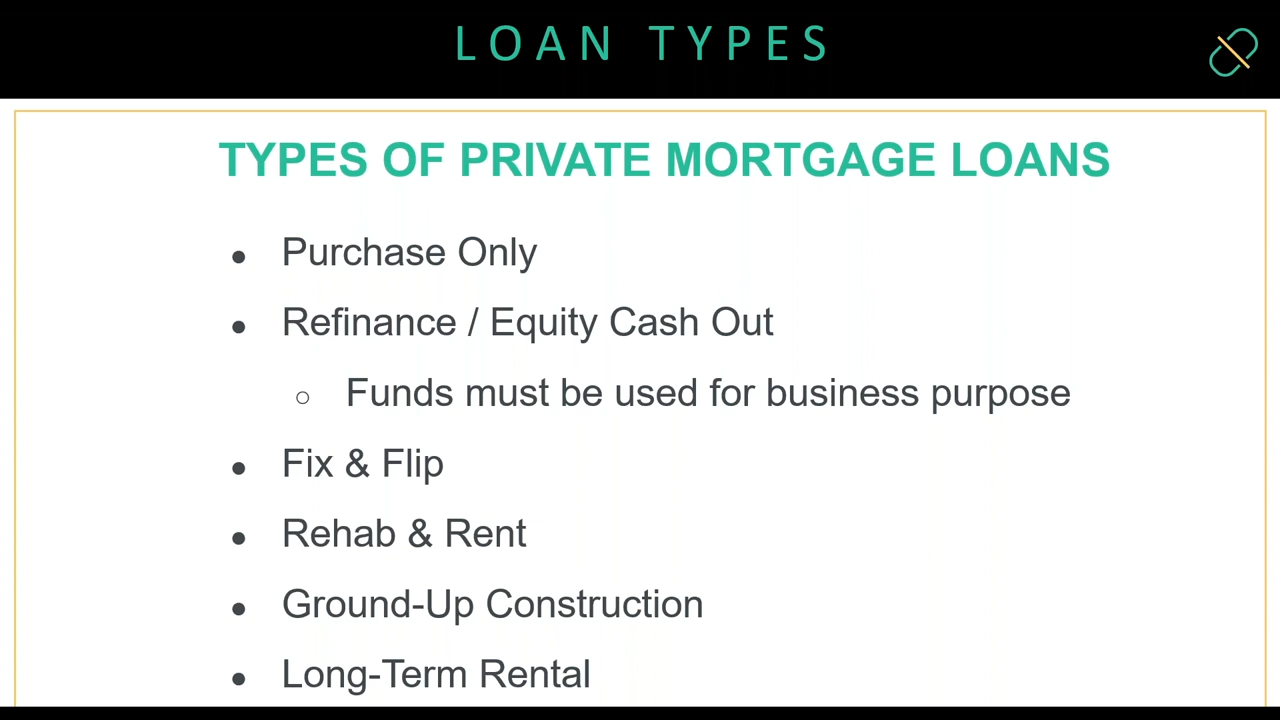 LOAN TYPES
TYPES OF PRIVATE MORTGAGE LOANS
● Purchase Only
● Refinance / Equity Cash Out
○ Funds must be used for business purpose
● Fix & Flip
● Rehab & Rent
● Ground-Up Construction
● Long-Term Rental